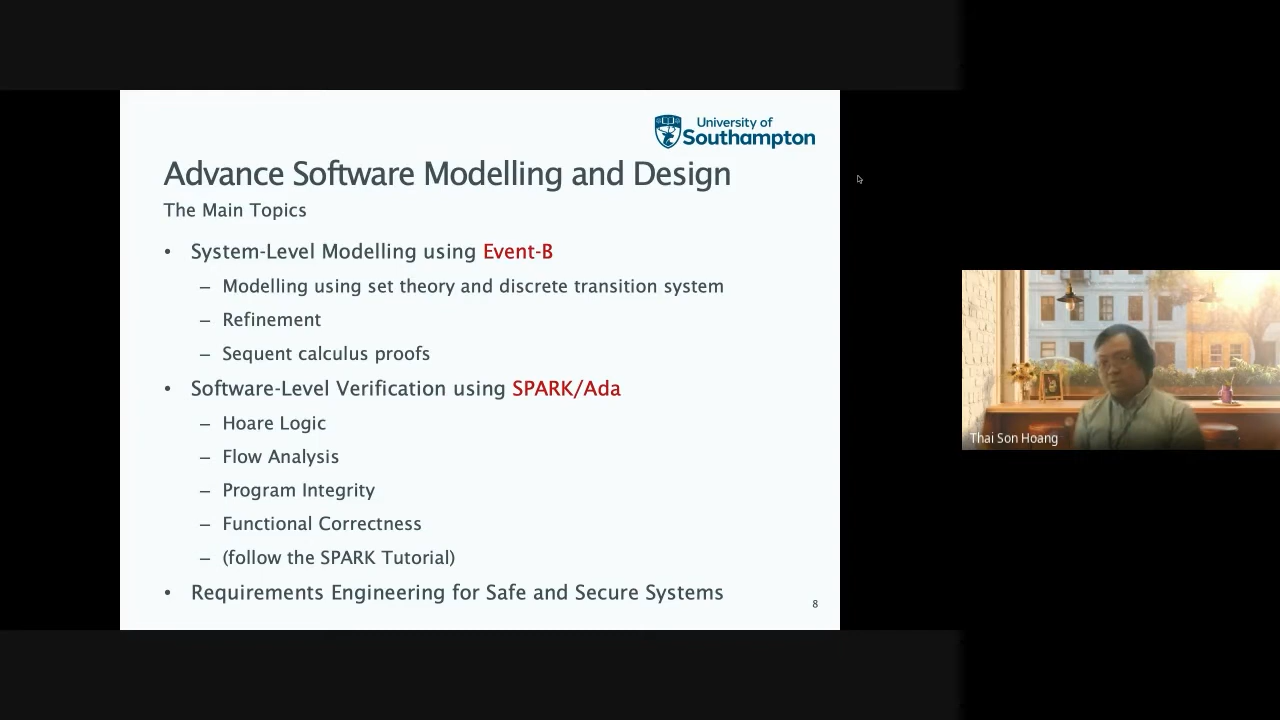 University of
Southampton
Advance Software Modelling and Design
The Main Topics
• System-Level Modelling using Event-B
– Modelling using set theory and discrete transition system
– Refinement
– Sequent calculus proofs
• Software-Level Verification using SPARK/Ada
– Hoare Logic
– Flow Analysis
– Program Integrity
– Functional Correctness
– (follow the SPARK Tutorial)
• Requirements Engineering for Safe and Secure Systems
8
Thai Son Hoang